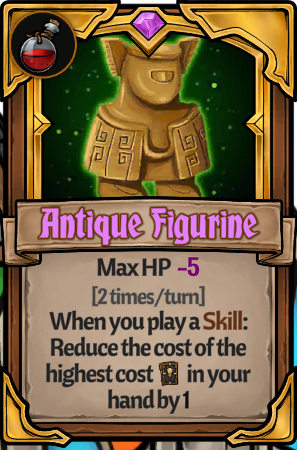 Antique Figurine
Max HP -5
[2 times/turn]
When you play a Skill:
Reduce the cost of the
highest cost in your
hand by 1